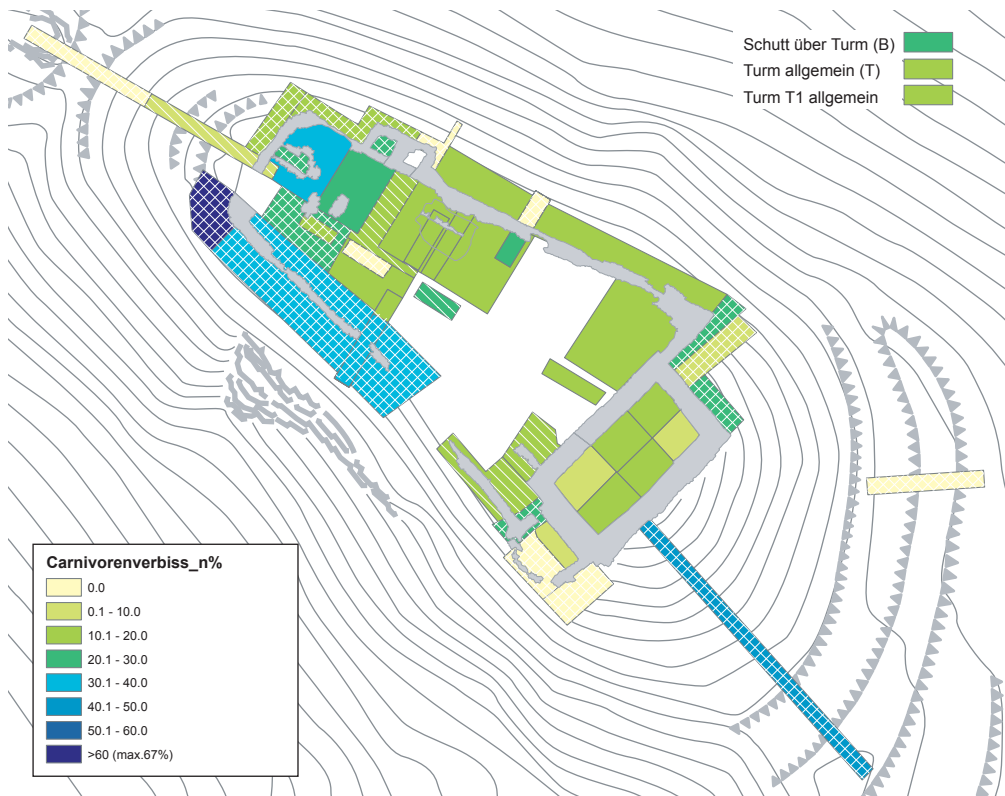 Schutt über Turm (B)
Turm allgemein (T)
Turm T1 allgemein
Carnivorenverbiss_n%
0.0
0.1 - 10.0
10.1 - 20.0
20.1 - 30.0
30.1 - 40.0
40.1 - 50.0
50.1 - 60.0
>60 (max.67%)